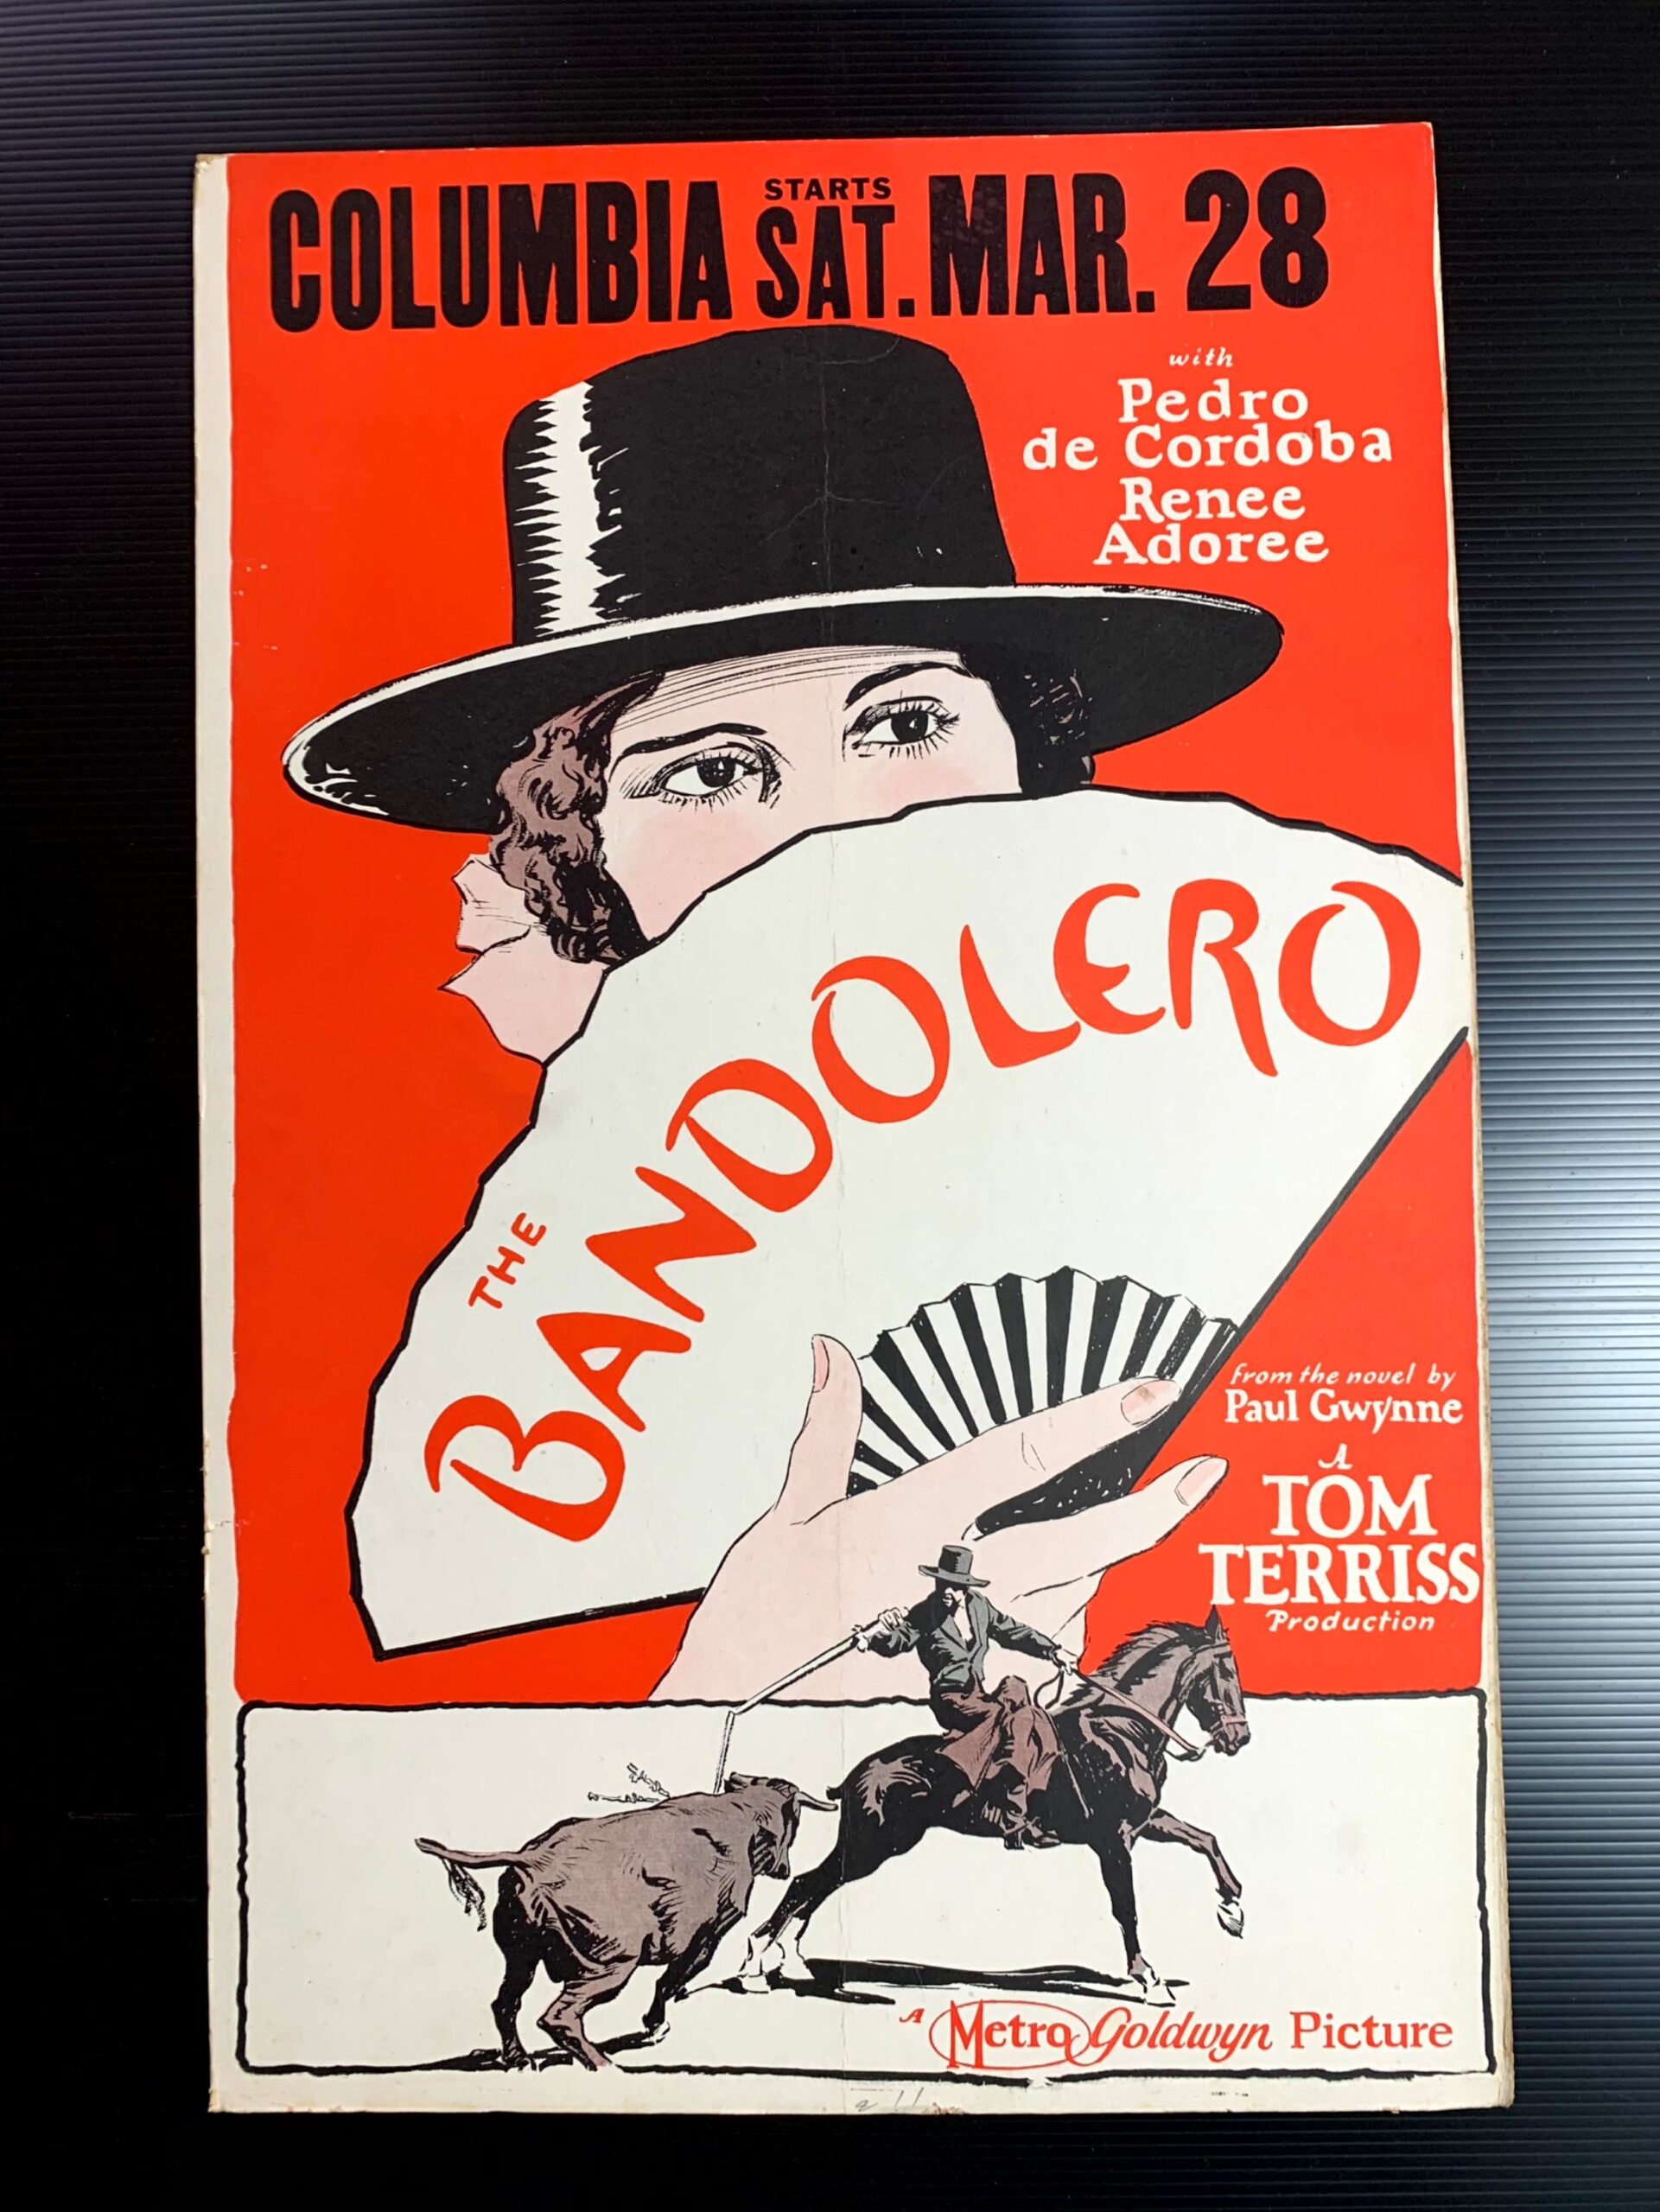 COLUMBIA STARTS SAT. MAR. 28
with
Pedro
de Cordoba
Renee
Adoree
THE BANDOLERO
From the novel by
Paul Gwynne
A
TOM
TERRISS
Production
A Metro Goldwyn Picture